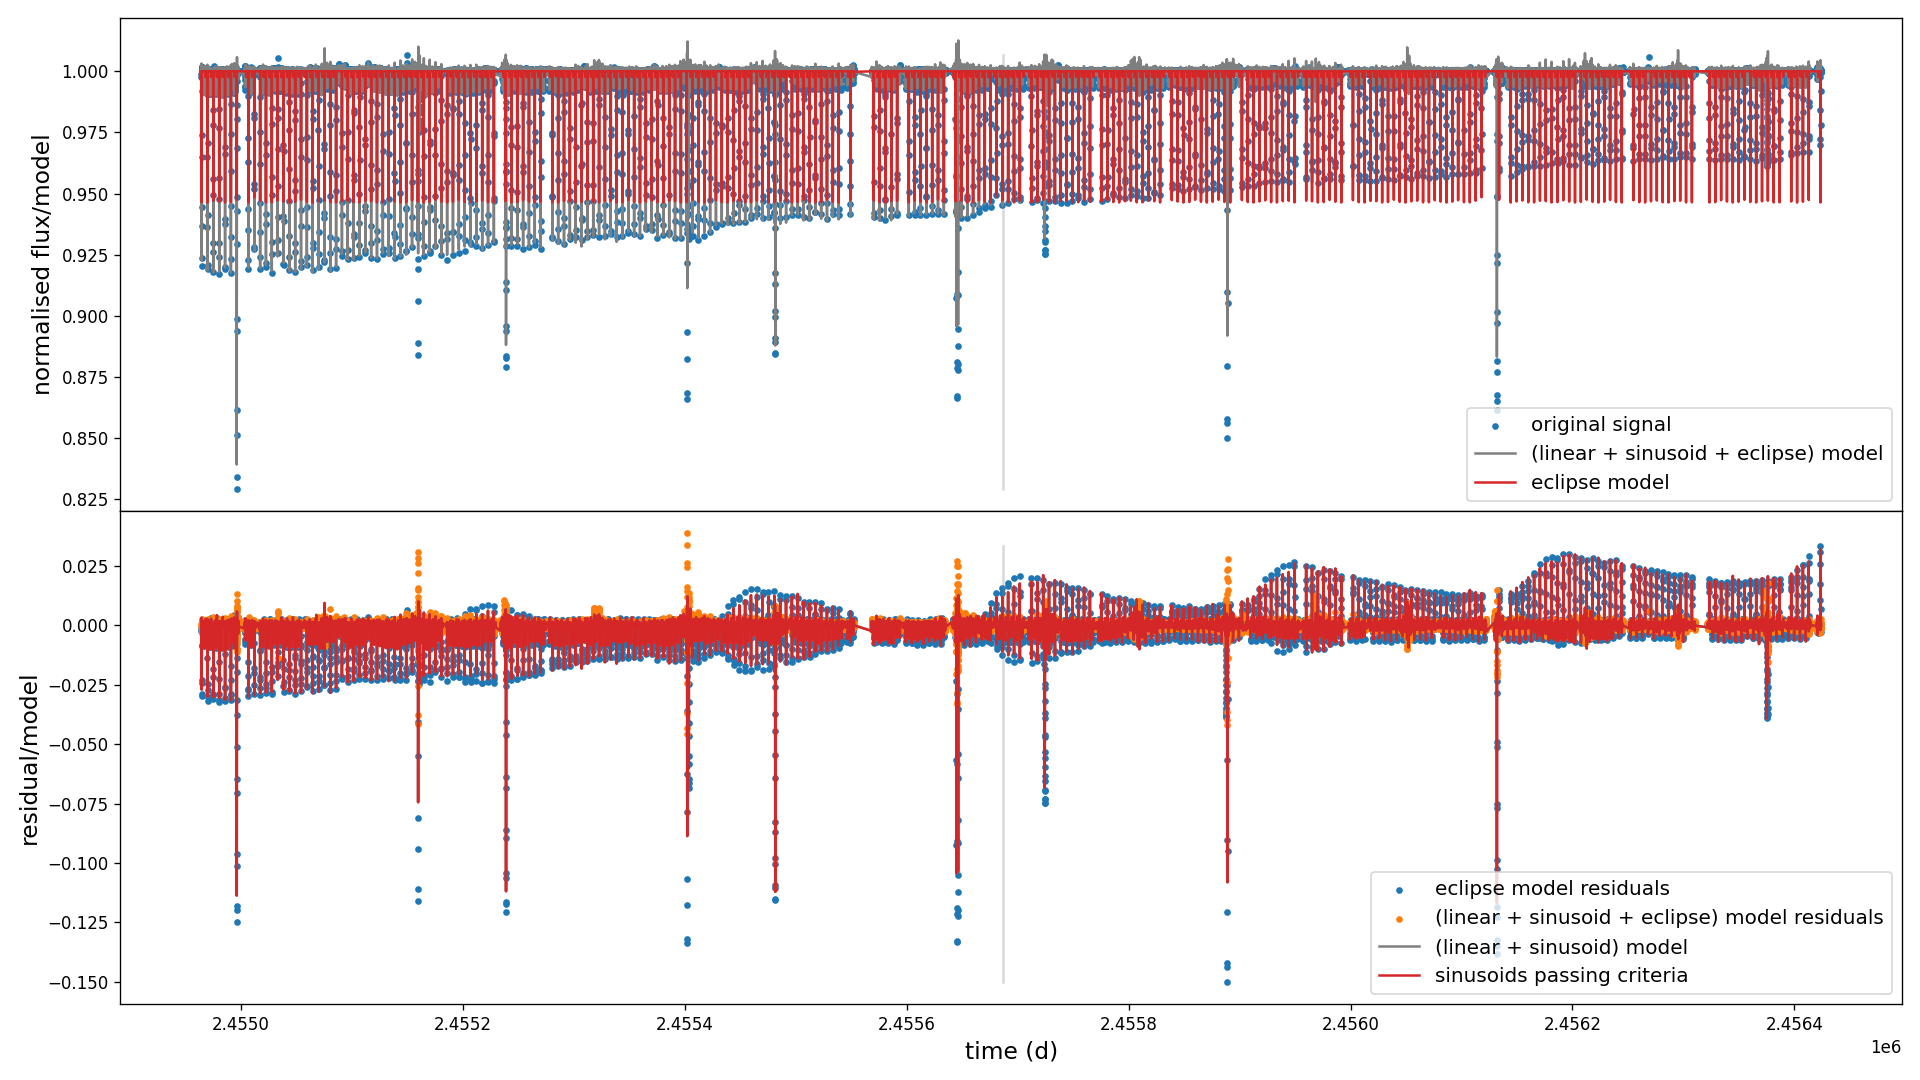 1.000
0.975
0.950
0.925
0.900
0.875
0.850
0.825
normalised flux/model
original signal
(linear + sinusoid + eclipse) model
eclipse model
0.025
0.000
−0.025
−0.050
−0.075
−0.100
−0.125
−0.150
residual/model
eclipse model residuals
(linear + sinusoid + eclipse) model residuals
(linear + sinusoid) model
sinusoids passing criteria
2.4550 2.4552 2.4554 2.4556 2.4558 2.4560 2.4562 2.4564
time (d)
1e6